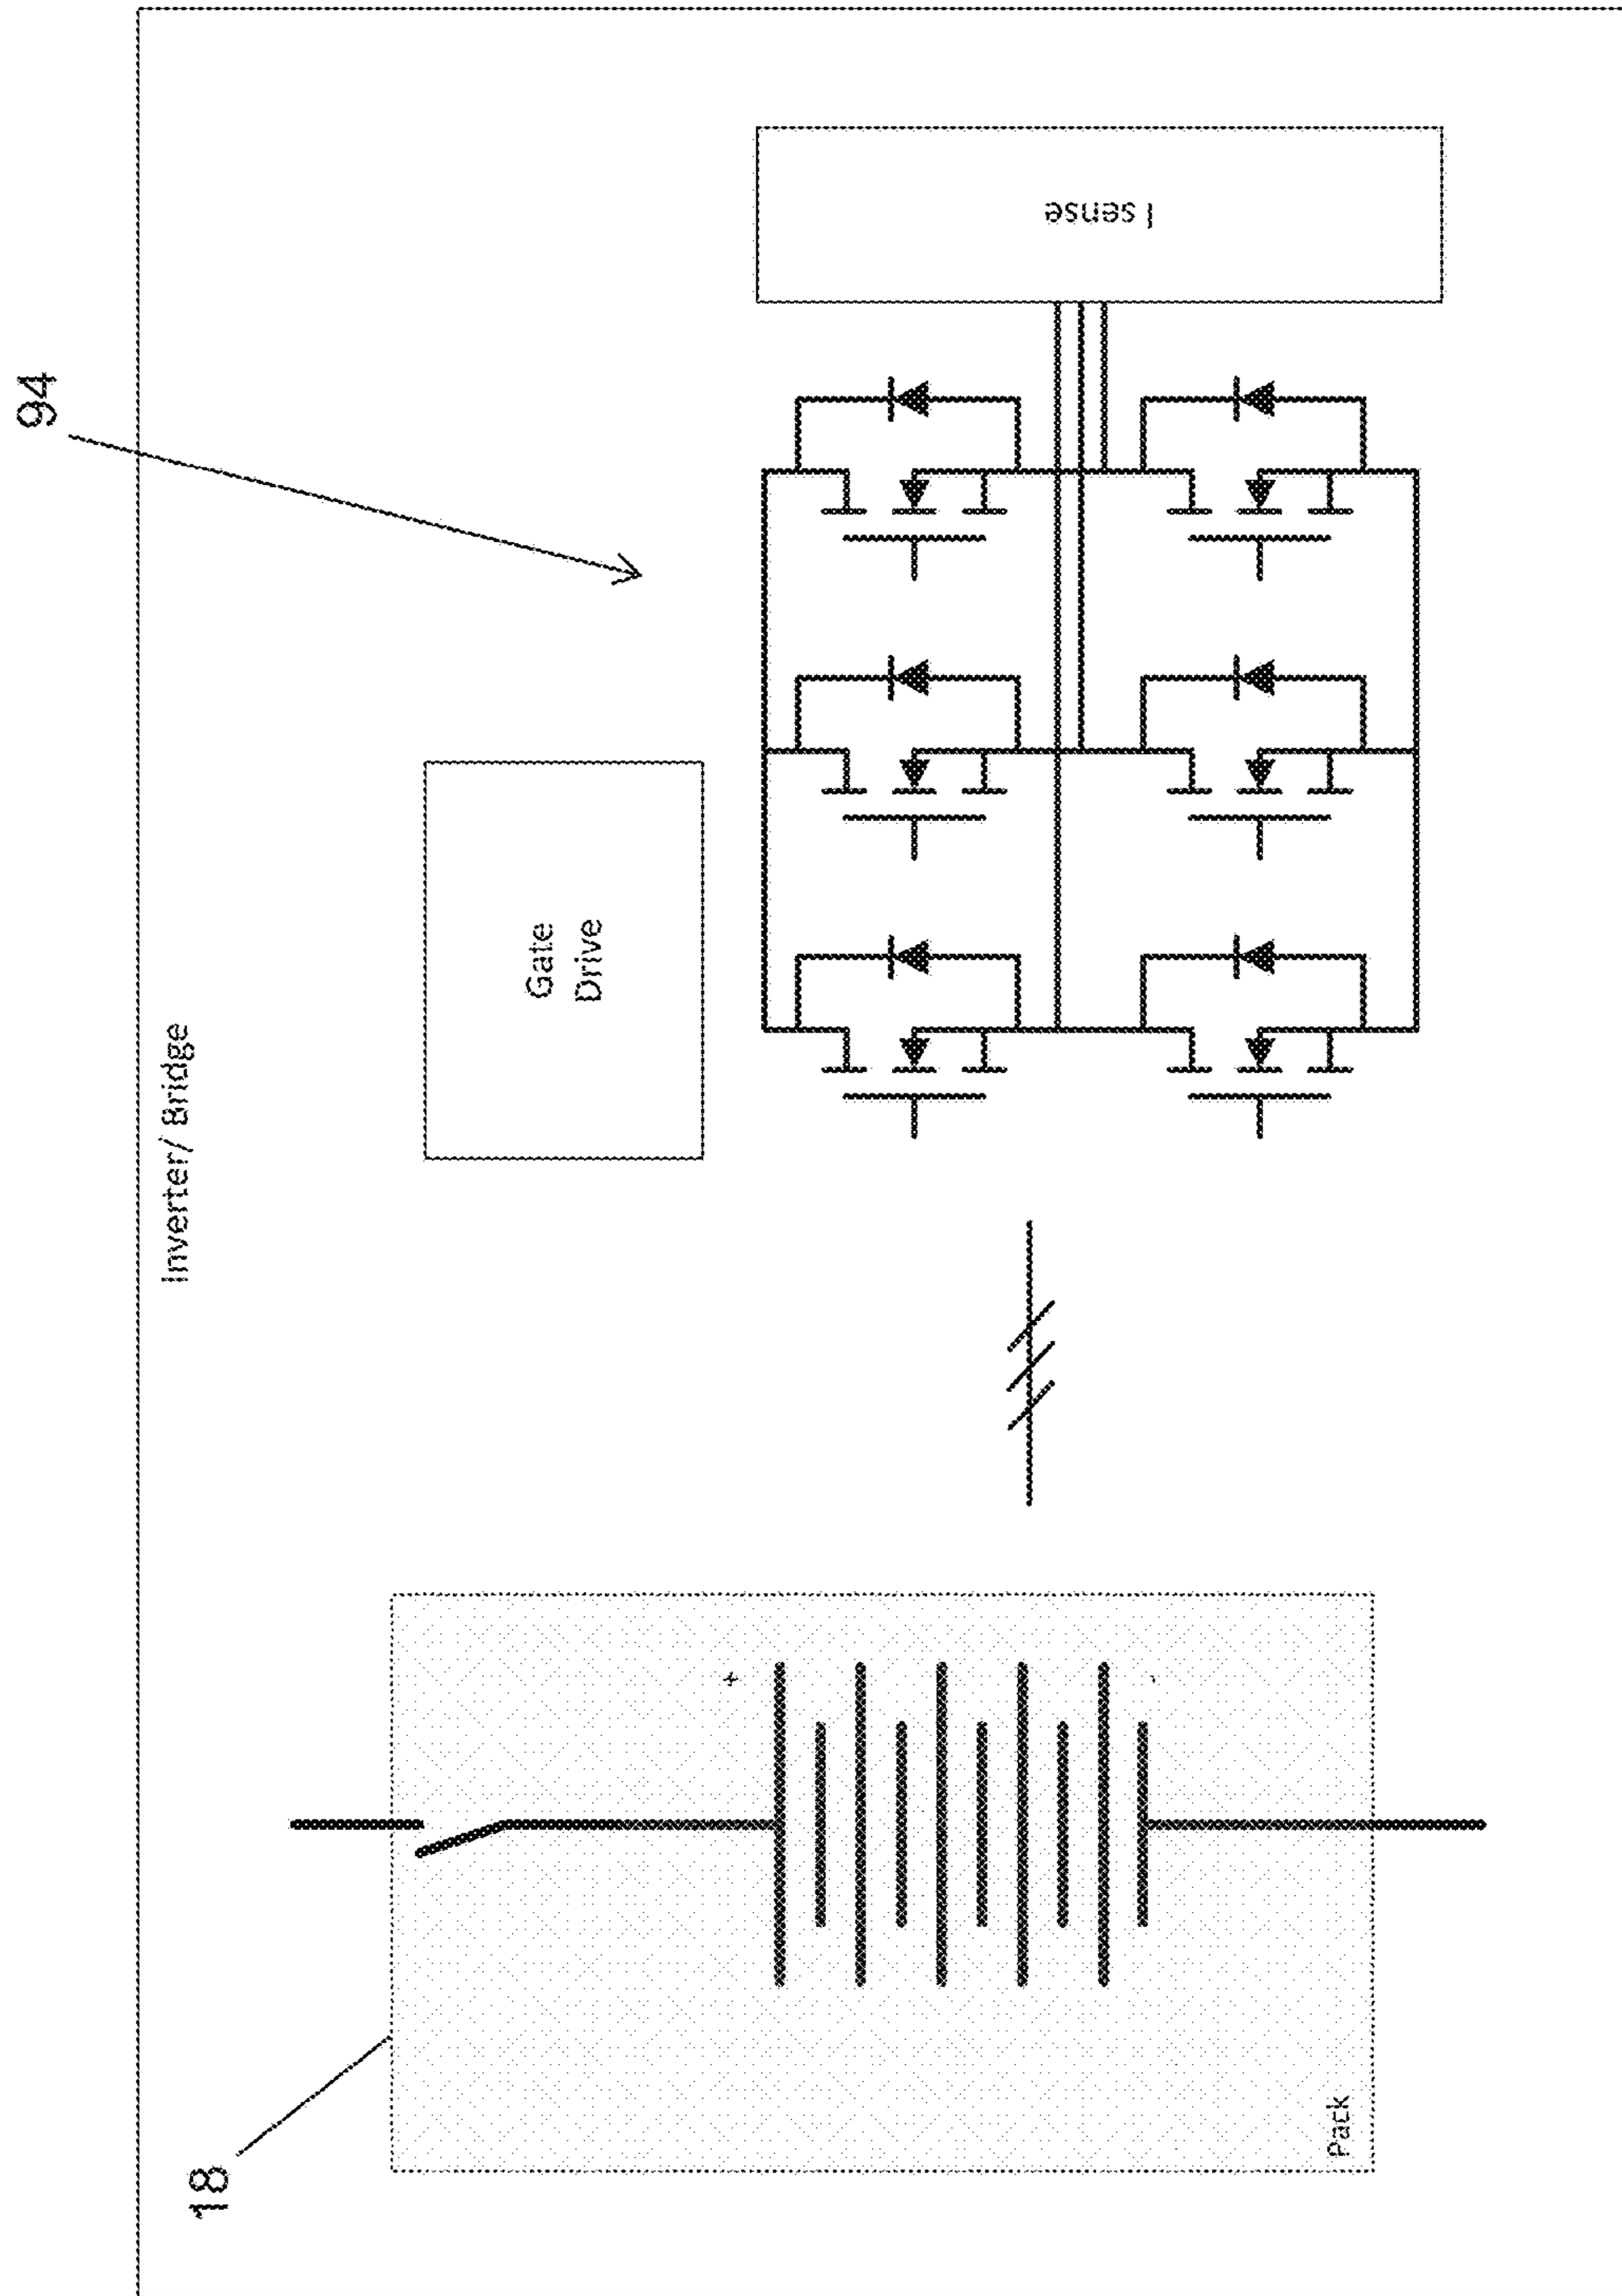 94
Inverter/ Bridge
I sense
Gate
Drive
+
18
Pack